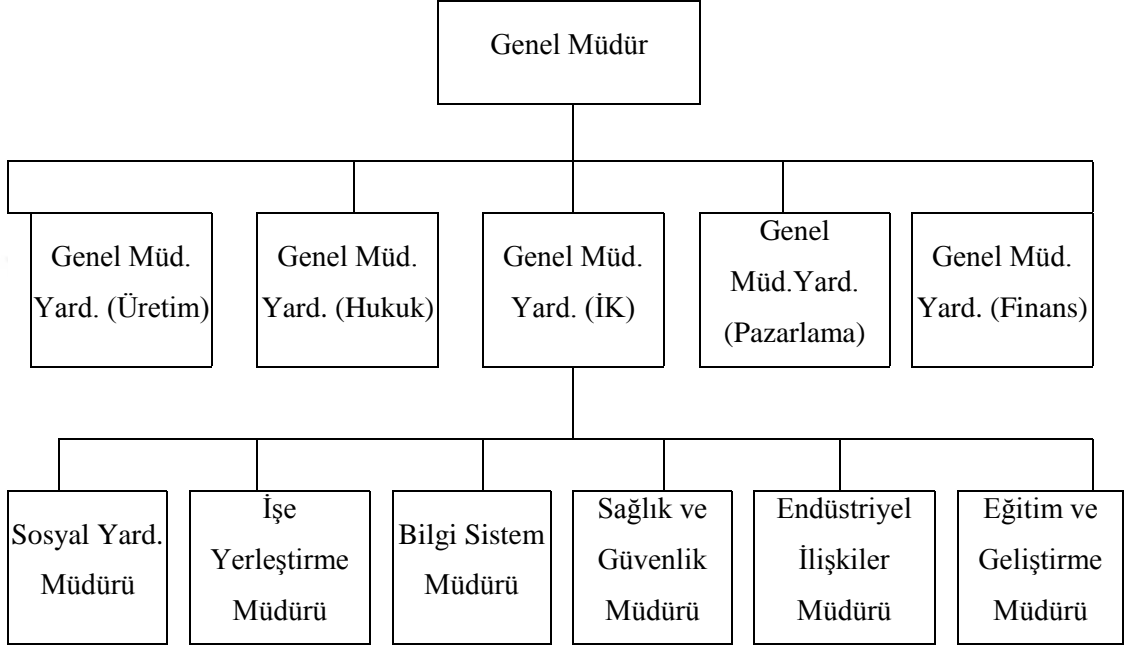 Genel Müdür
Genel Müd.
Yard. (Üretim)
Genel Müd.
Yard. (Hukuk)
Genel Müd.
Yard. (İK)
Genel
Müd.Yard.
(Pazarlama)
Genel Müd.
Yard. (Finans)
Sosyal Yard.
Müdürü
İşe
Yerleştirme
Müdürü
Bilgi Sistem
Müdürü
Sağlık ve
Güvenlik
Müdürü
Endüstriyel
İlişkiler
Müdürü
Eğitim ve
Geliştirme
Müdürü